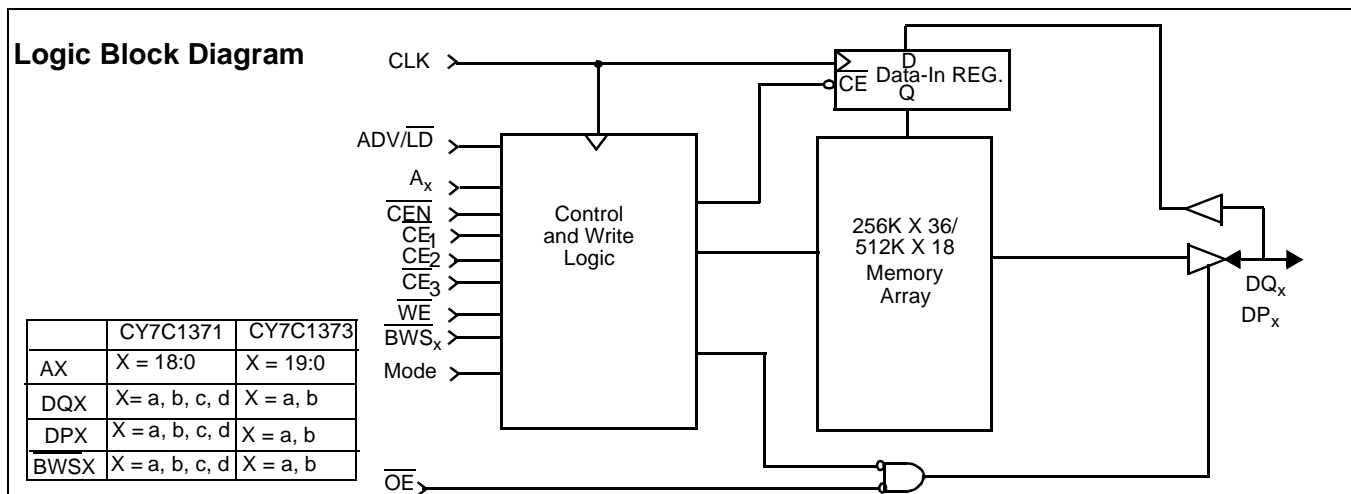 Logic Block Diagram
CLK
D
CE Data-In REG.
Q
ADV/LD
Ax
CEN
CE1
CE2
CE3
WE
BWSx
Mode
Control
and Write
Logic
256K X 36/
512K X 18
Memory
Array
DQx
DPx
CY7C1371 CY7C1373
AX X = 18:0 X = 19:0
DQX X= a, b, c, d X = a, b
DPX X = a, b, c, d X = a, b
BWSX X = a, b, c, d X = a, b
OE